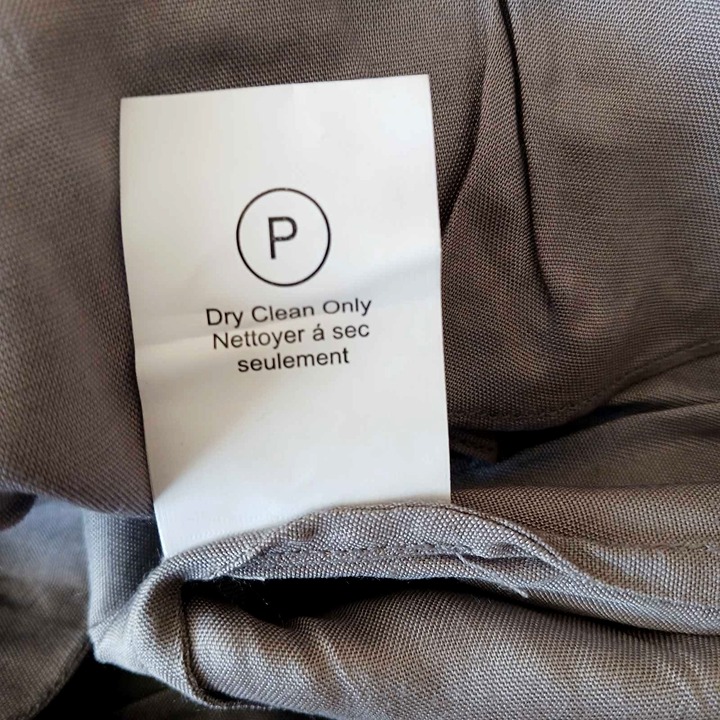 P
Dry Clean Only
Nettoyer á sec
seulement